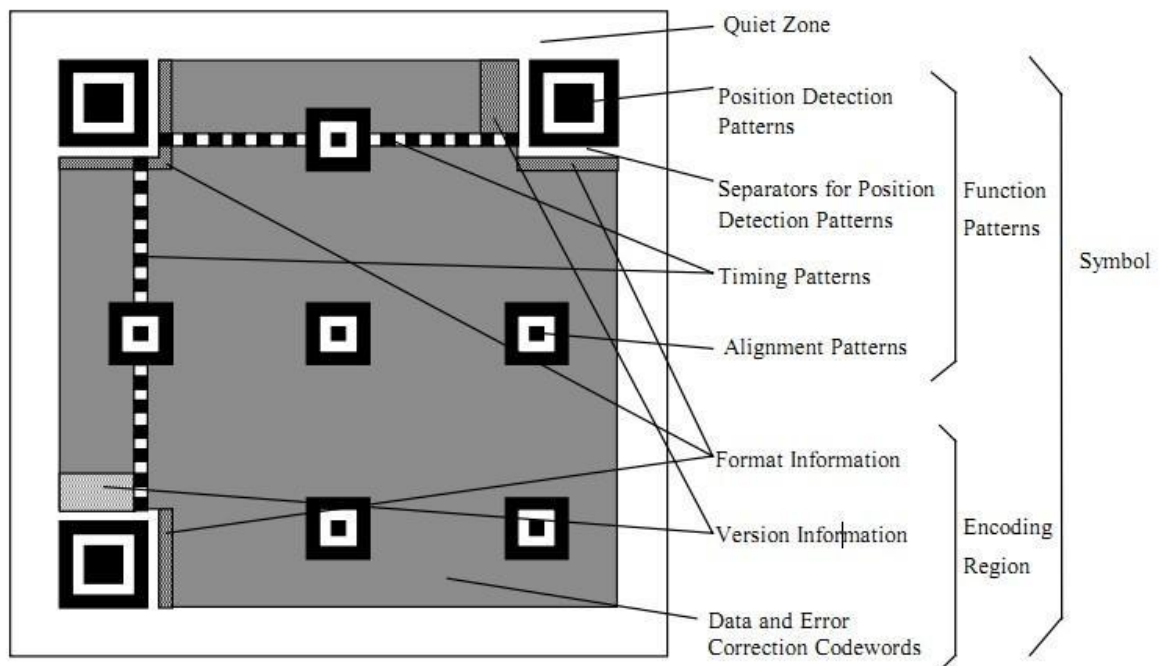 Quiet Zone
Position Detection
Patterns
Separators for Position
Detection Patterns
Timing Patterns
Alignment Patterns
Format Information
Version Information
Data and Error
Correction Codewords
Function
Patterns
Encoding
Region
Symbol